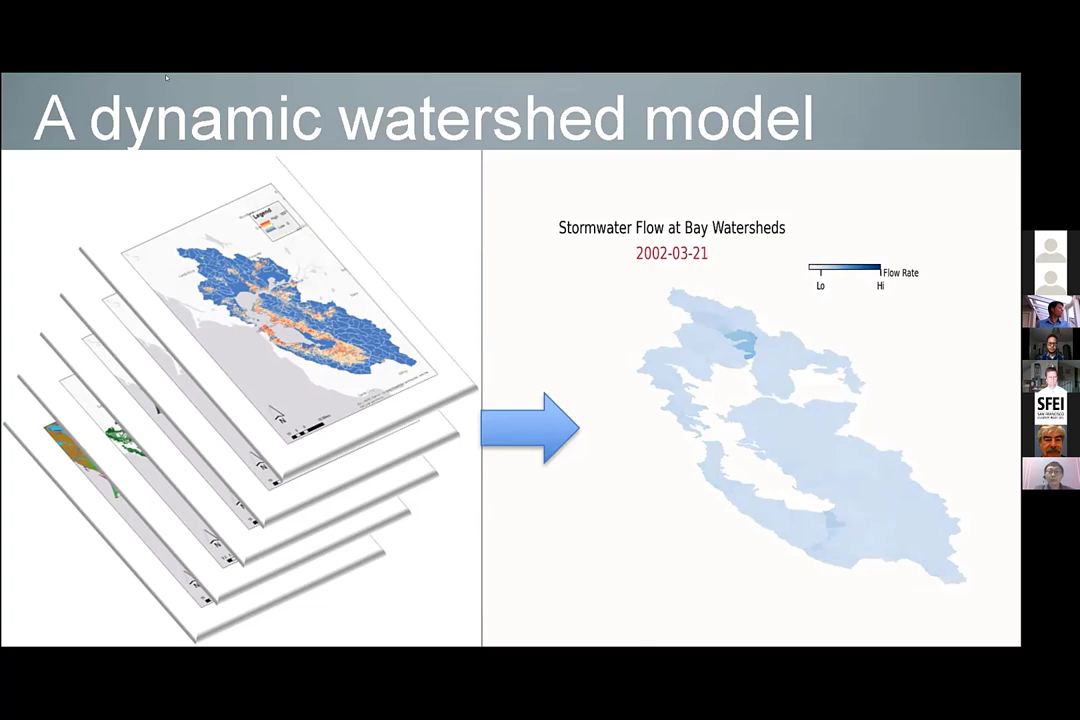 A dynamic watershed model
Legend
Stormwater Flow at Bay Watersheds
2002-03-21
Flow Rate
Lo
Hi
SFEI